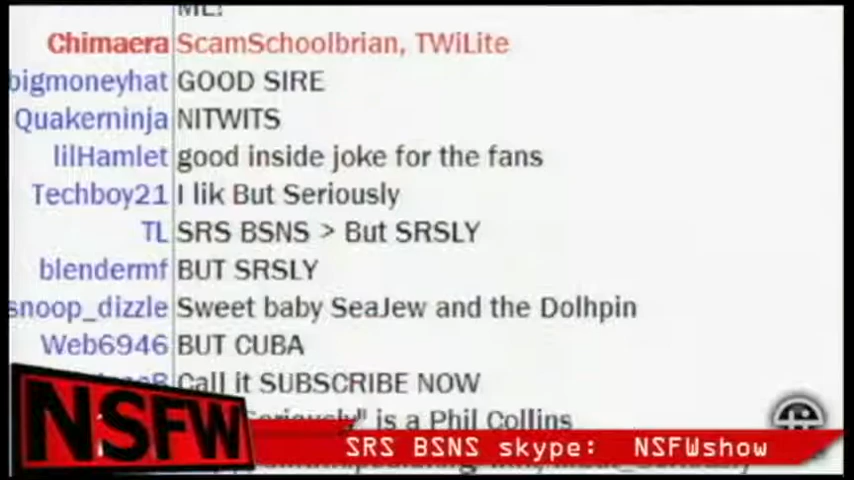 ME!
Chimaera ScamSchoolbrian, TWiLite
bigmoneyhat GOOD SIRE
Quakerninja NITWITS
lilHamlet good inside joke for the fans
Techboy21 I lik But Seriously
TL SRS BSNS > But SRSLY
blendermf BUT SRSLY
snoop_dizzle Sweet baby SeaJew and the Dolhpin
Web6946 BUT CUBA
Call it SUBSCRIBE NOW
Seriously" is a Phil Collins
NSFW
SRS BSNS skype: NSFWshow